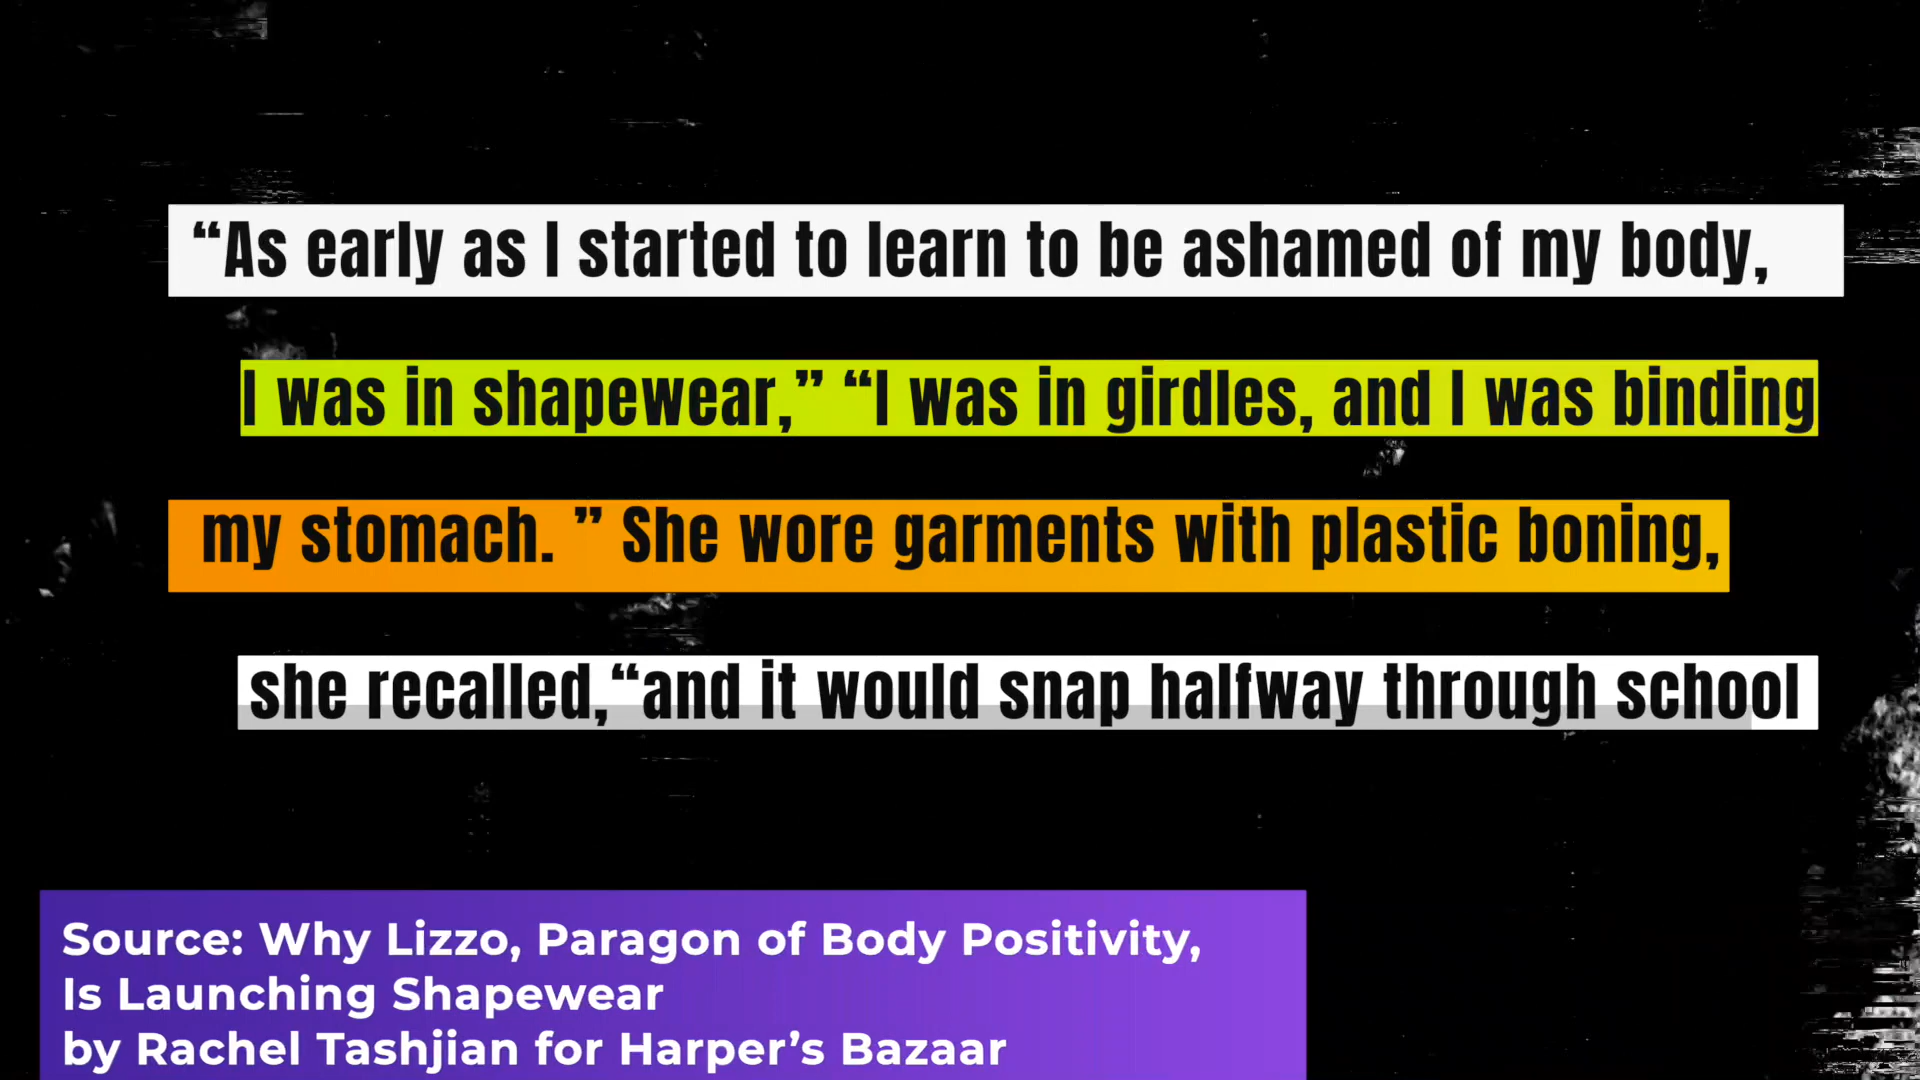 “As early as I started to learn to be ashamed of my body,
I was in shapewear,” “I was in girdles, and I was binding
my stomach. ” She wore garments with plastic boning,
she recalled,“and it would snap halfway through school
Source: Why Lizzo, Paragon of Body Positivity,
Is Launching Shapewear
by Rachel Tashjian for Harper’s Bazaar